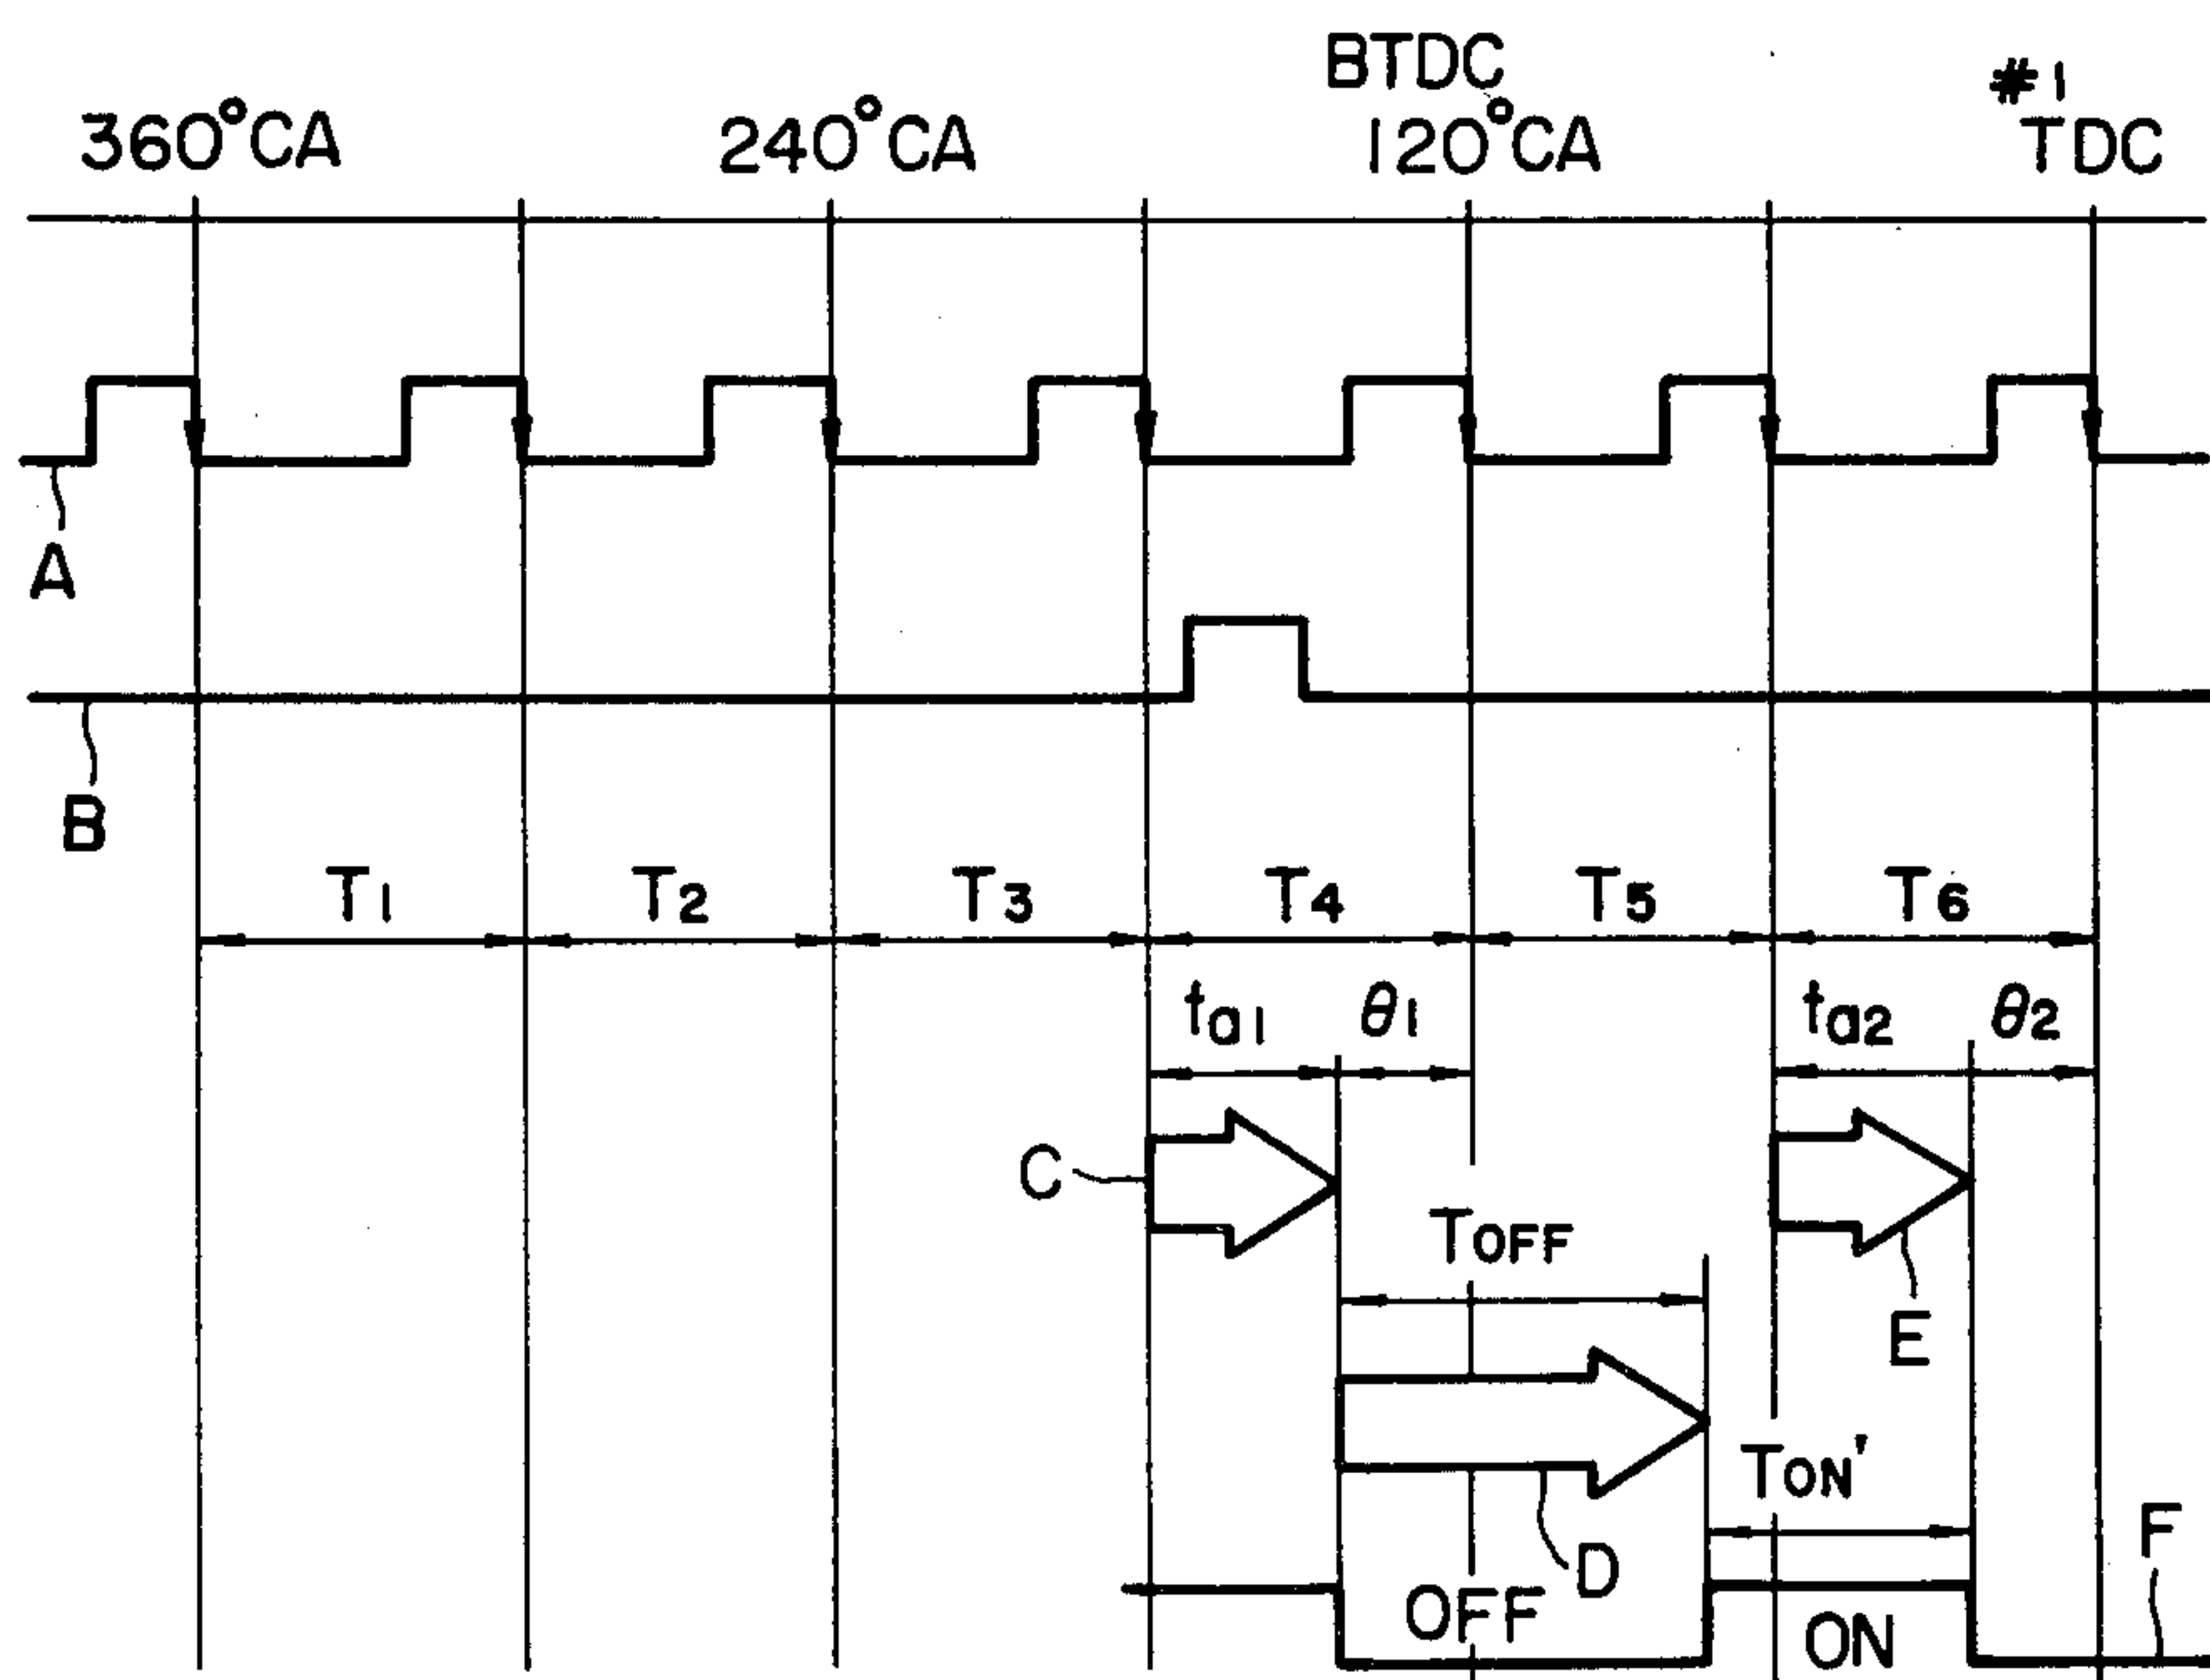 BTDC
#1
360°CA
240°CA
120°CA
TDC
A
B
T1
T2
T3
T4
T5
T6
ta1
θ1
ta2
θ2
C
TOFF
E
TON'
F
D
OFF
ON